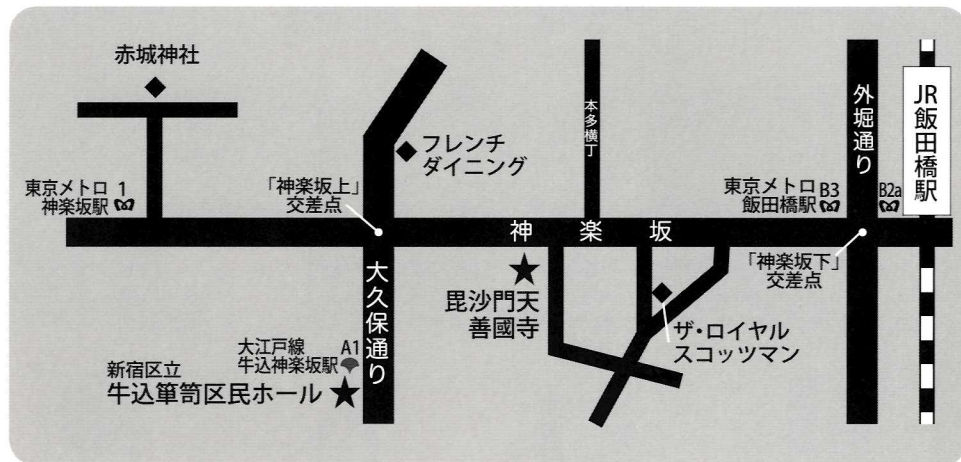 赤城神社
東京メトロ 1
神楽坂駅
「神楽坂上」
交差点
フレンチ
ダイニング
本多横丁
外堀通り
JR飯田橋駅
東京メトロ B3
飯田橋駅
B2a
神楽坂
「神楽坂下」
交差点
毘沙門天
善國寺
ザ・ロイヤル
スコッツマン
大久保通り
大江戸線 A1
牛込神楽坂駅
新宿区立
牛込箪笥区民ホール